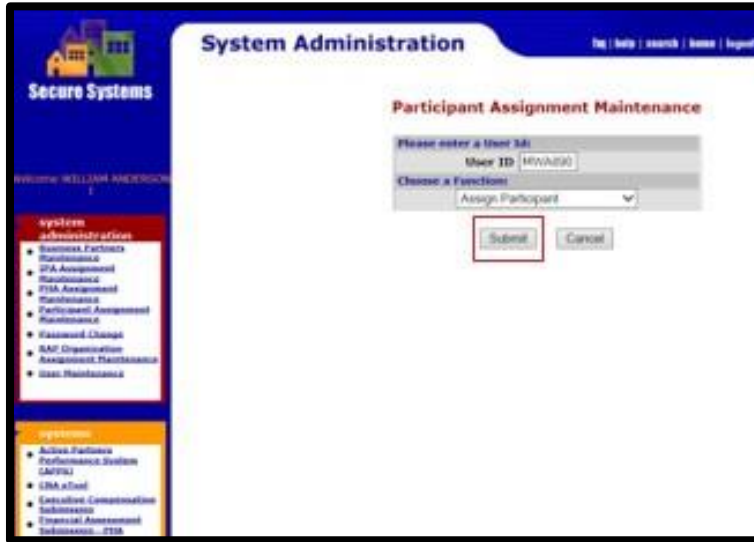 System Administration
help | search | home | logout
Secure Systems
Participant Assignment Maintenance
Please enter a User Id:
User ID
Choose a Function:
Assign Participant
Submit
Cancel
Welcome WILLIAM ANDERSON
system
administration
Business Partners
Maintenance
IPA Assignment
Maintenance
PHA Assignment
Maintenance
Participant Assignment
Maintenance
Password Change
Organization
Assignment Maintenance
User Maintenance
systems
Active Partners
Performance System
(APPS)
CNA eTool
Executive Compensation
Submission
Financial Assessment
Submission - PHA